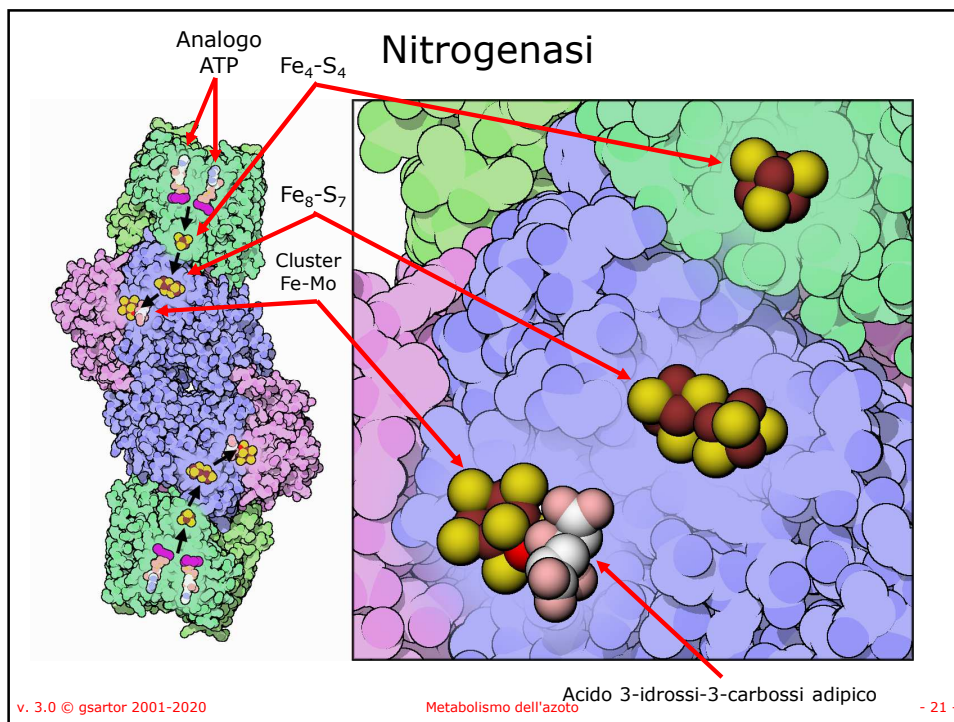 Nitrogenasi
Analogo
ATP
Fe₄-S₄
Fe₈-S₇
Cluster
Fe-Mo
Acido 3-idrossi-3-carbossi adipico
v. 3.0 © gsartor 2001-2020
Metabolismo dell'azoto
- 21 -